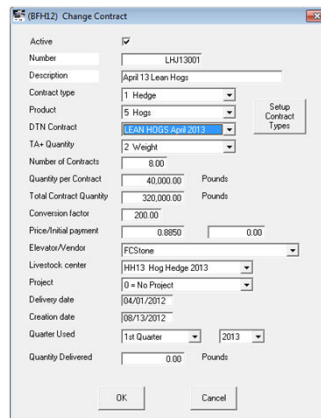 (BFH12) Change Contract
Active
Number LHJ13001
Description April 13 Lean Hogs
Contract type 1 Hedge
Product 5 Hogs
Setup
Contract
Types
DTN Contract LEAN HOGS April 2013
TA+ Quantity 2 Weight
Number of Contracts 8.00
Quantity per Contract 40,000.00 Pounds
Total Contract Quantity 320,000.00 Pounds
Conversion factor 200.00
Price/Initial payment 0.8850 0.00
Elevator/Vendor FCStone
Livestock center HH13 Hog Hedge 2013
Project 0 = No Project
Delivery date 04/01/2012
Creation date 08/13/2012
Quarter Used 1st Quarter 2013
Quantity Delivered 0.00 Pounds
OK Cancel